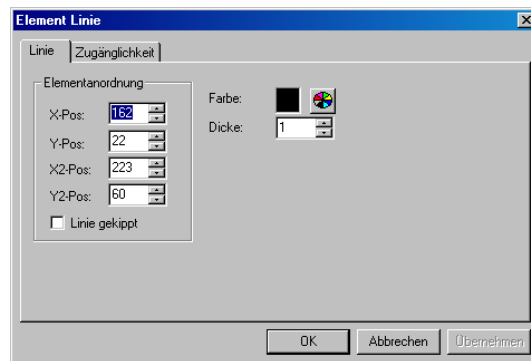 Element Linie
Linie Zugänglichkeit
Elementanordnung
X-Pos: 162
Y-Pos: 22
X2-Pos: 223
Y2-Pos: 60
Linie gekippt
Farbe:
Dicke: 1
OK Abbrechen Übernehmen